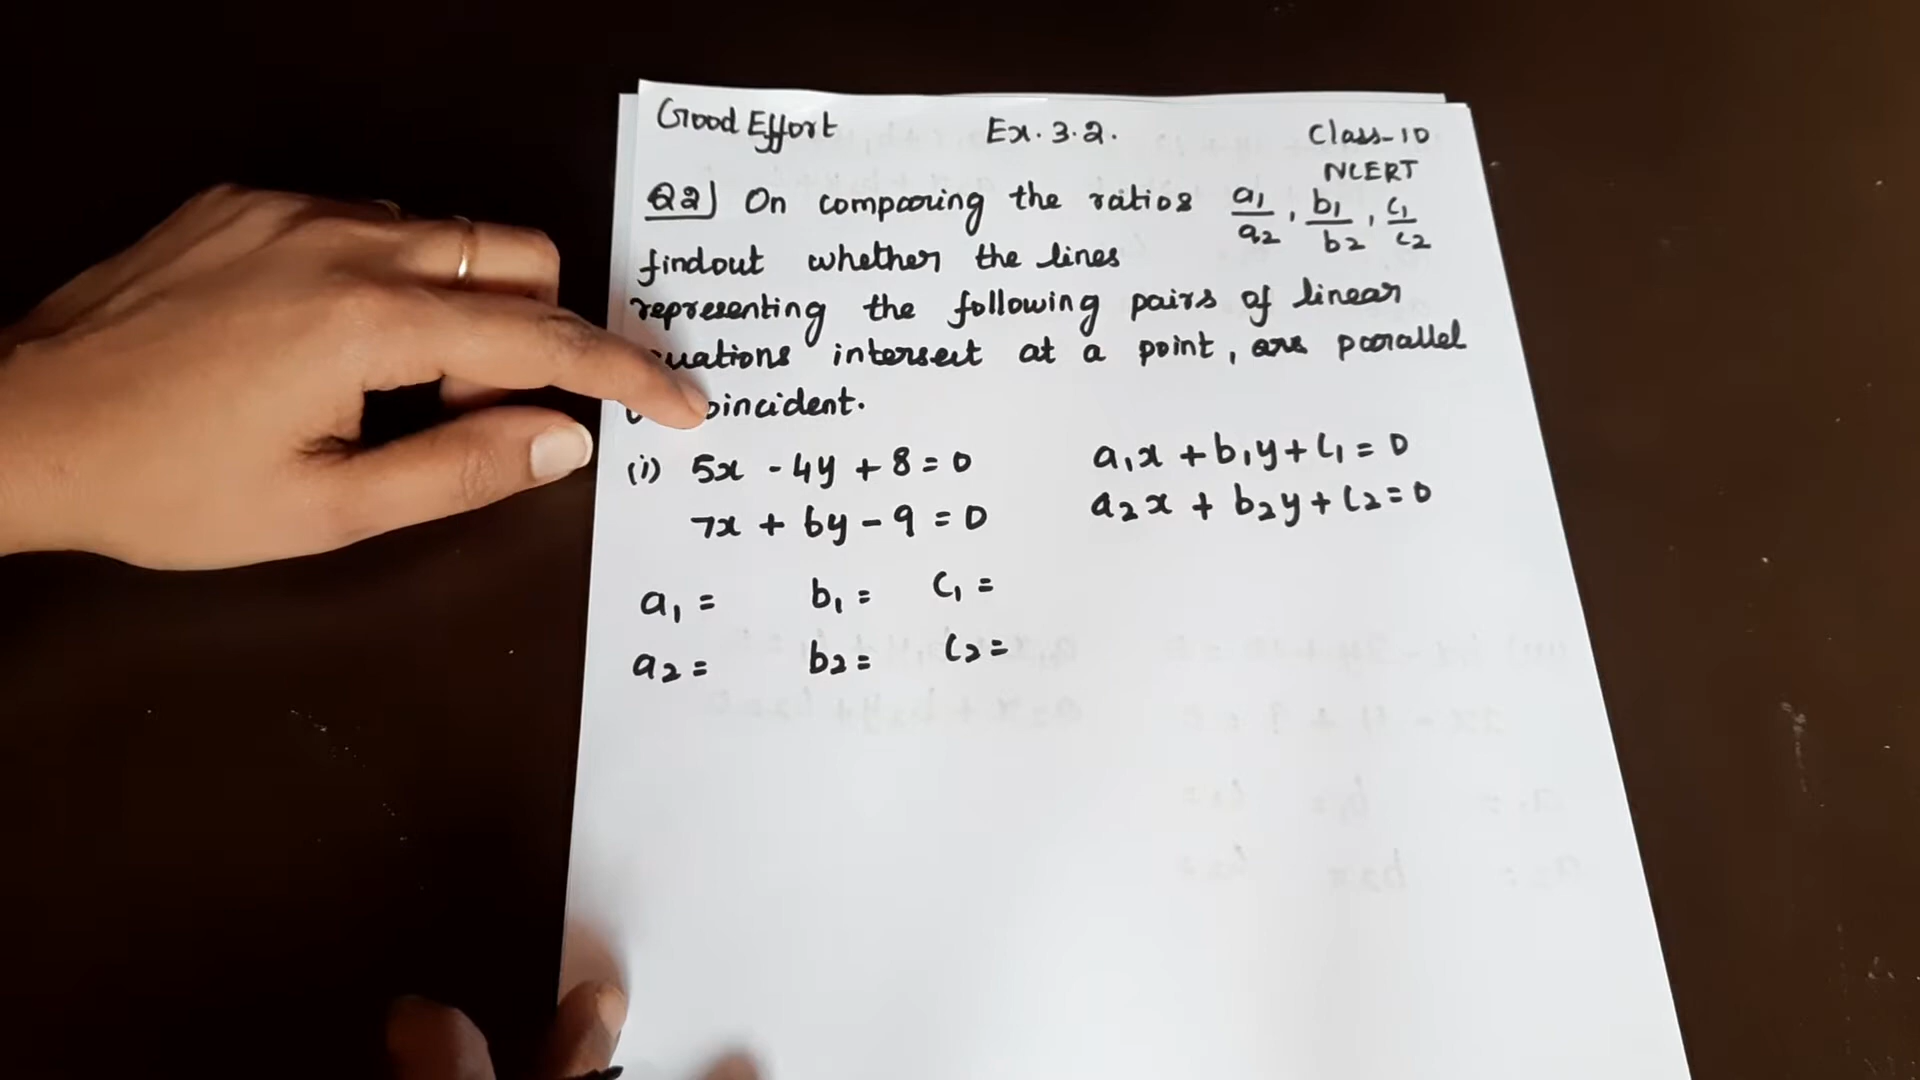 Good Effort Ex. 3.2. Class-10
NCERT
Q2) On comparing the ratios a1/a2, b1/b2, c1/c2
findout whether the lines
representing the following pairs of linear
uations intersect at a point, are parallel
oincident.
(i) 5x - 4y + 8 = 0 a1x + b1y + c1 = 0
7x + 6y - 9 = 0 a2x + b2y + c2 = 0
a1 = b1 = c1 =
a2 = b2 = c2 =